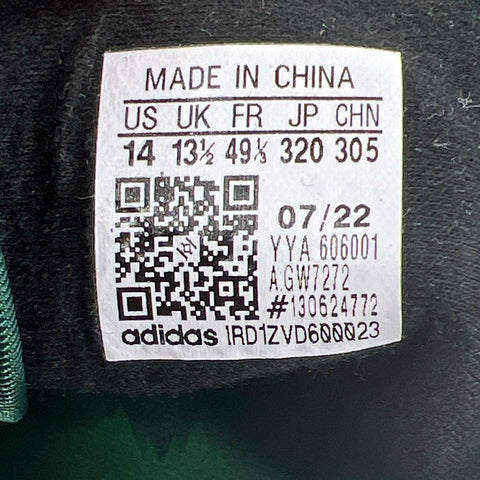 MADE IN CHINA
US UK FR JP CHN
14 13½ 49⅓ 320 305
07/22
YYA 606001
A.GW7272
#130624772
adidas 1RD1ZVD600023